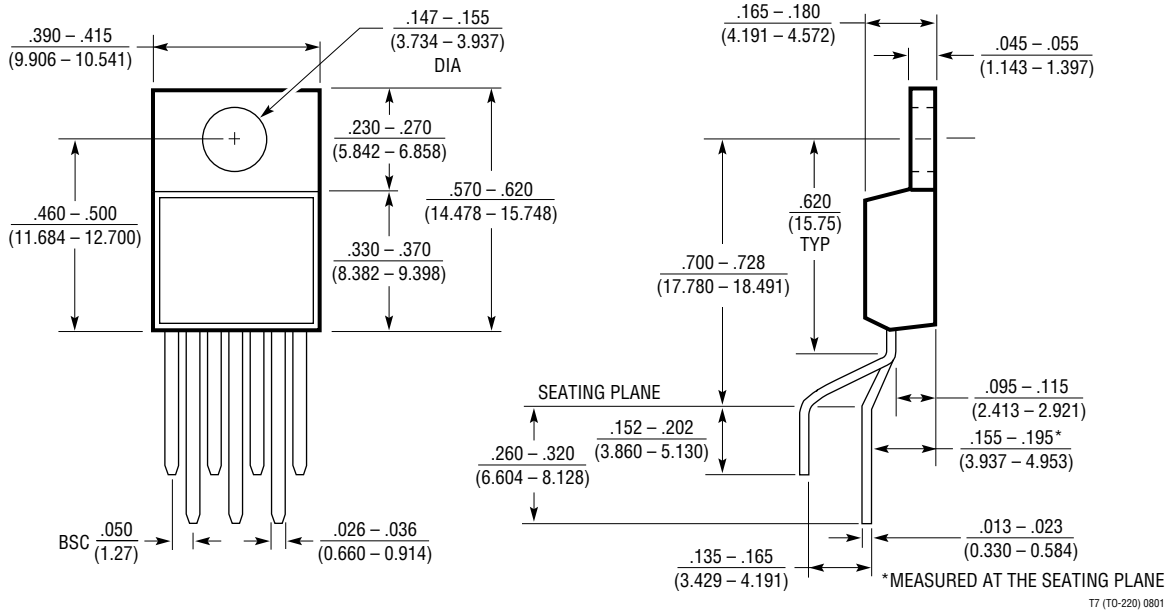 .390 – .415
(9.906 – 10.541)
.147 – .155
(3.734 – 3.937)
DIA
.230 – .270
(5.842 – 6.858)
.570 – .620
(14.478 – 15.748)
.460 – .500
(11.684 – 12.700)
.330 – .370
(8.382 – 9.398)
BSC .050
(1.27)
.026 – .036
(0.660 – 0.914)
.165 – .180
(4.191 – 4.572)
.045 – .055
(1.143 – 1.397)
.620
(15.75)
TYP
.700 – .728
(17.780 – 18.491)
SEATING PLANE
.152 – .202
(3.860 – 5.130)
.260 – .320
(6.604 – 8.128)
.095 – .115
(2.413 – 2.921)
.155 – .195*
(3.937 – 4.953)
.013 – .023
(0.330 – 0.584)
.135 – .165
(3.429 – 4.191)
*MEASURED AT THE SEATING PLANE
T7 (TO-220) 0801